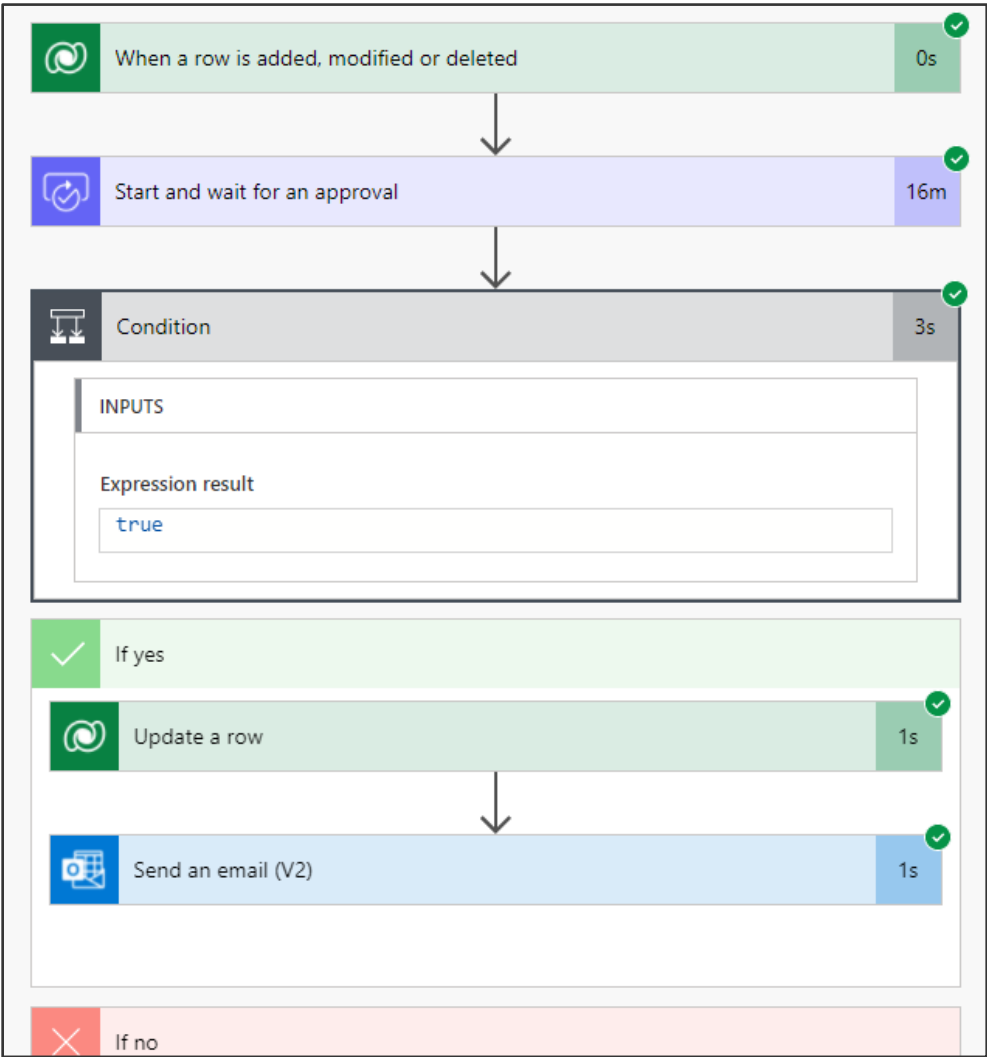 When a row is added, modified or deleted 0s
Start and wait for an approval 16m
Condition 3s
INPUTS
Expression result
true
If yes
Update a row 1s
Send an email (V2) 1s
If no